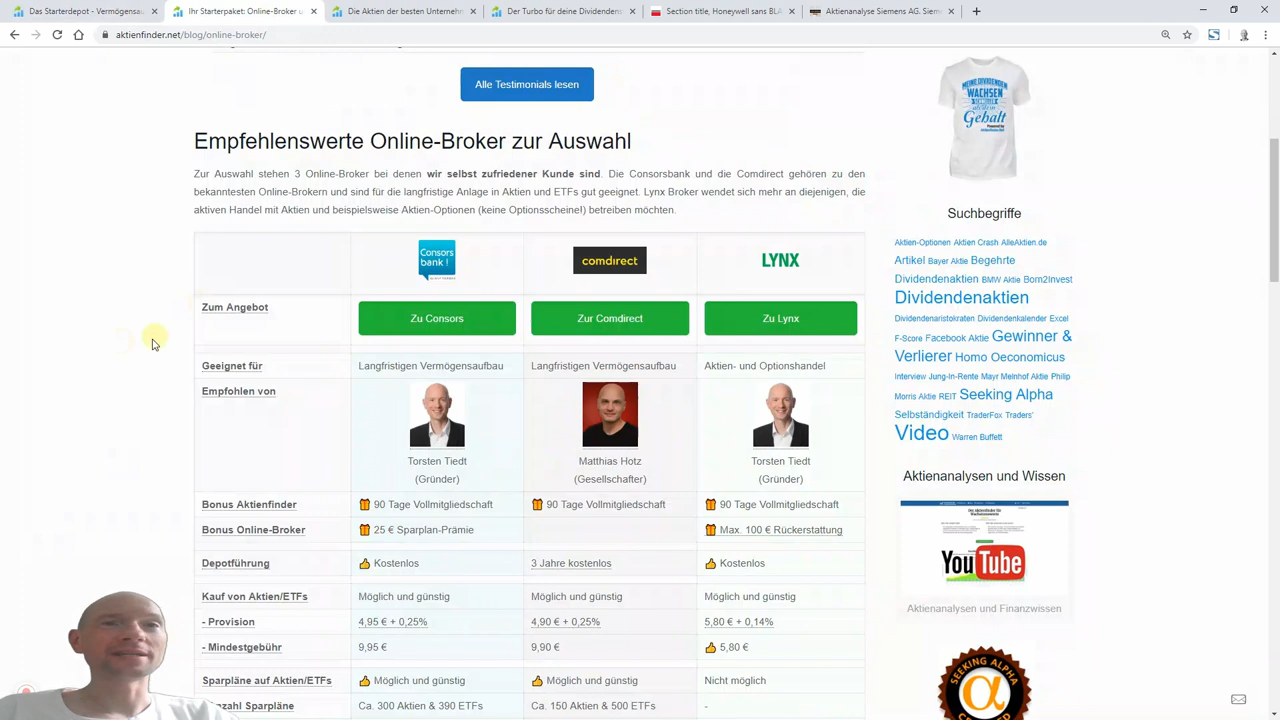 Das Starterdepot - Vermögensau
Ihr Starterpaket: Online-Broker u
Die Aktien der besten Unternehm
Der Turbo für deine Dividenden
Section title, Honeywell sans BLA
Aktienanalyse Siemens AG, Siem
aktienfinder.net/blog/online-broker/
Alle Testimonials lesen
Empfehlenswerte Online-Broker zur Auswahl
Zur Auswahl stehen 3 Online-Broker bei denen wir selbst zufriedener Kunde sind. Die Consorsbank und die Comdirect gehören zu den
bekanntesten Online-Brokern und sind für die langfristige Anlage in Aktien und ETFs gut geeignet. Lynx Broker wendet sich mehr an diejenigen, die
aktiven Handel mit Aktien und beispielsweise Aktien-Optionen (keine Optionsscheine!) betreiben möchten.
Consors
bank!
comdirect
LYNX
Zum Angebot
Zu Consors
Zur Comdirect
Zu Lynx
Geeignet für
Langfristigen Vermögensaufbau
Langfristigen Vermögensaufbau
Aktien- und Optionshandel
Empfohlen von
Torsten Tiedt
(Gründer)
Matthias Hotz
(Gesellschafter)
Torsten Tiedt
(Gründer)
Bonus Aktienfinder
90 Tage Vollmitgliedschaft
90 Tage Vollmitgliedschaft
90 Tage Vollmitgliedschaft
Bonus Online-Broker
€ Sparplan-Prämie
100 € Rückerstattung
Depotführung
Kostenlos
3 Jahre kostenlos
Kostenlos
Kauf von Aktien/ETFs
Möglich und günstig
Möglich und günstig
Möglich und günstig
- Provision
4,95 € + 0,25%
4,90 € + 0,25%
5,80 € + 0,14%
- Mindestgebühr
9,95 €
9,90 €
5,80 €
Sparpläne auf Aktien/ETFs
Möglich und günstig
Möglich und günstig
Nicht möglich
Anzahl Sparpläne
Ca. 300 Aktien & 390 ETFs
Ca. 150 Aktien & 500 ETFs
-
MEINE DIVIDENDEN
WACHSEN
Gehalt
Suchbegriffe
Aktien-Optionen Aktien Crash AlleAktien.de
Artikel Bayer Aktie Begehrte
Dividendenaktien BMW Aktie Born2Invest
Dividendenaktien
Dividendenaristokraten Dividendenkalender Excel
F-Score Facebook Aktie Gewinner &
Verlierer Homo Oeconomicus
Interview Jung-In-Rente Mayr Melnhof Aktie Philip
Morris Aktie REIT Seeking Alpha
Selbständigkeit TraderFox Traders'
Video Warren Buffett
Aktienanalysen und Wissen
YouTube
Aktienanalysen und Finanzwissen
SEEKING ALPHA
α
CERTIFIED